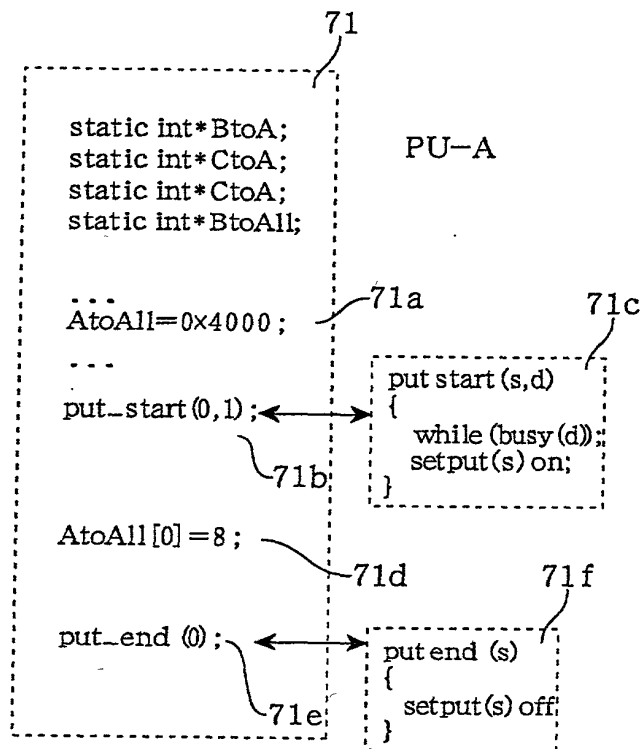 71
static int*BtoA;
static int*CtoA;
static int*CtoA;
static int*BtoAll;
PU-A
...
AtoAll=0×4000;
71a
...
put_start(0,1);
71b
71c
put start(s,d)
{
while(busy(d));
setput(s)on;
}
AtoAll[0]=8;
71d
put_end (0);
71e
71f
put end (s)
{
setput(s)off
}